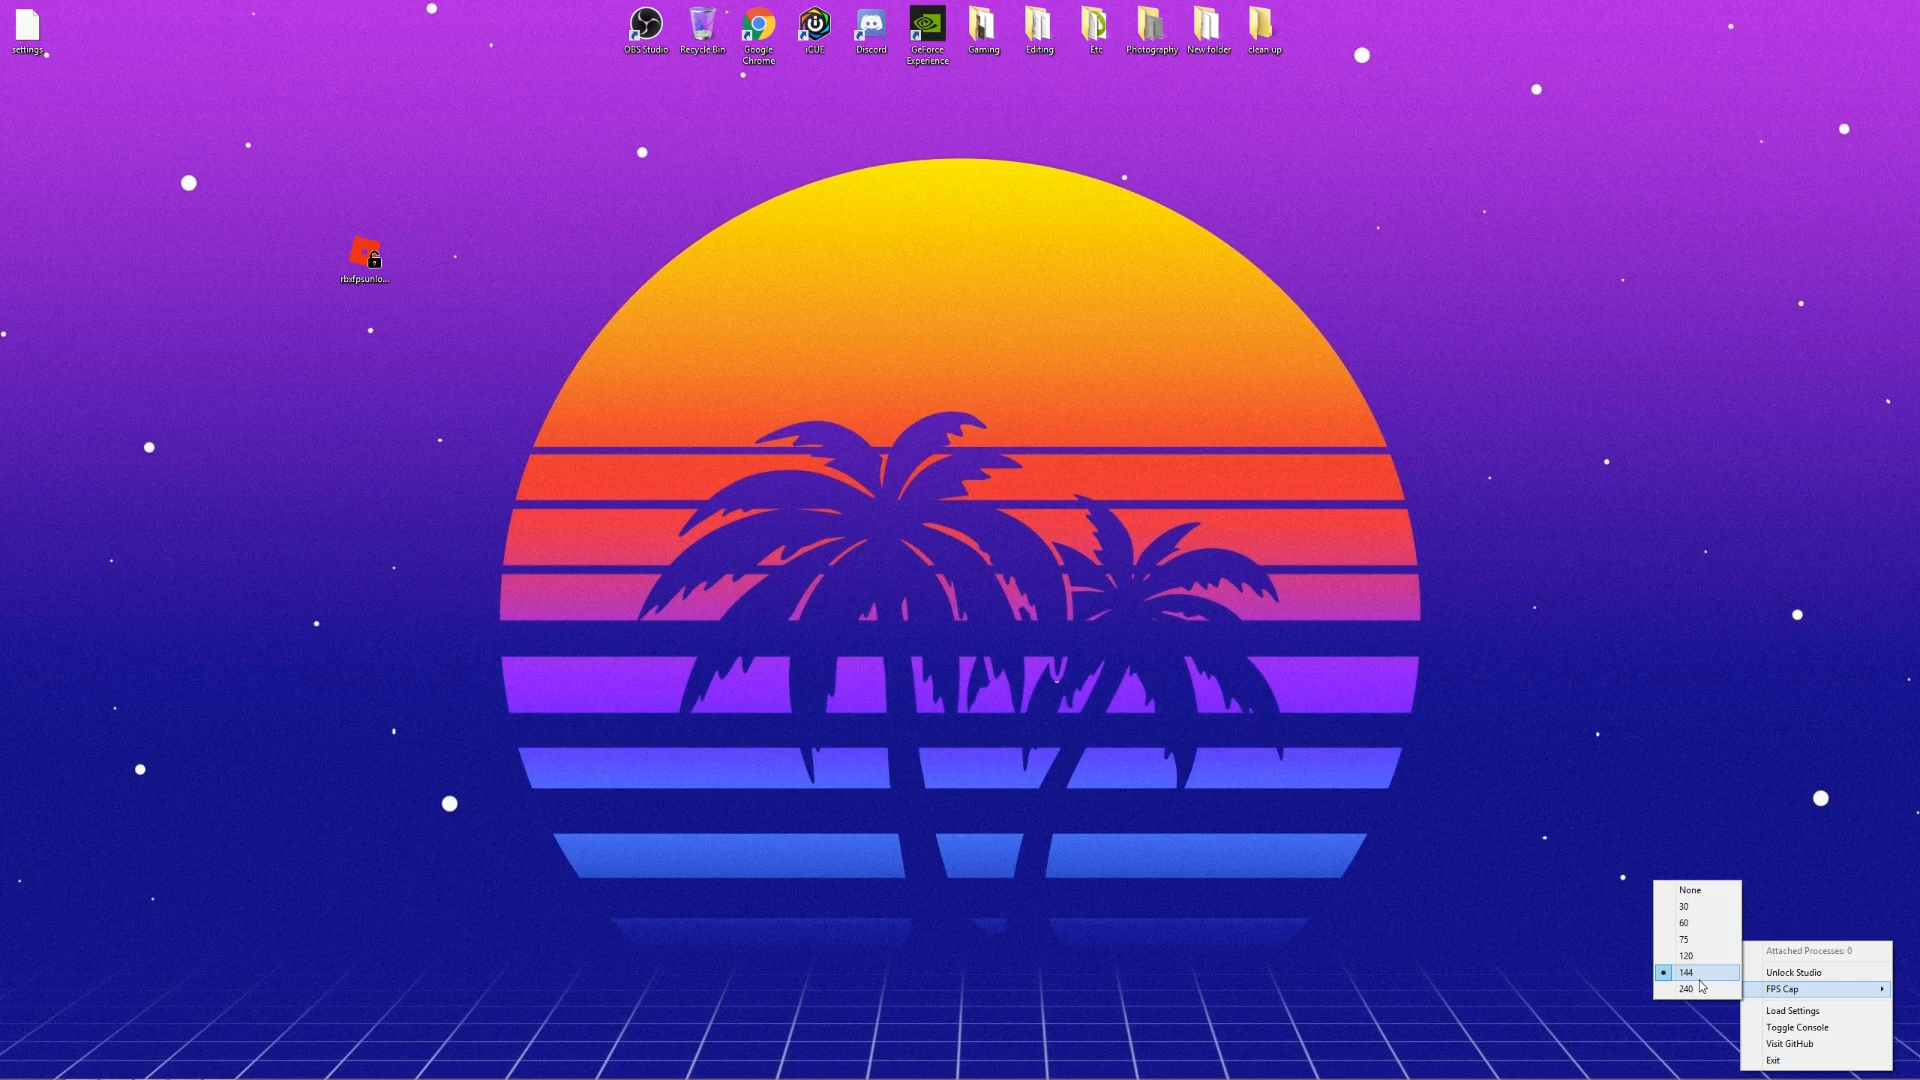 settings
OBS Studio
Recycle Bin
Google
Chrome
iCUE
Discord
GeForce
Experience
Gaming
Editing
Etc
Photography
New folder
clean up
rbxfpsunlo...
None
30
60
75
120
144
240
Attached Processes: 0
Unlock Studio
FPS Cap
Load Settings
Toggle Console
Visit GitHub
Exit